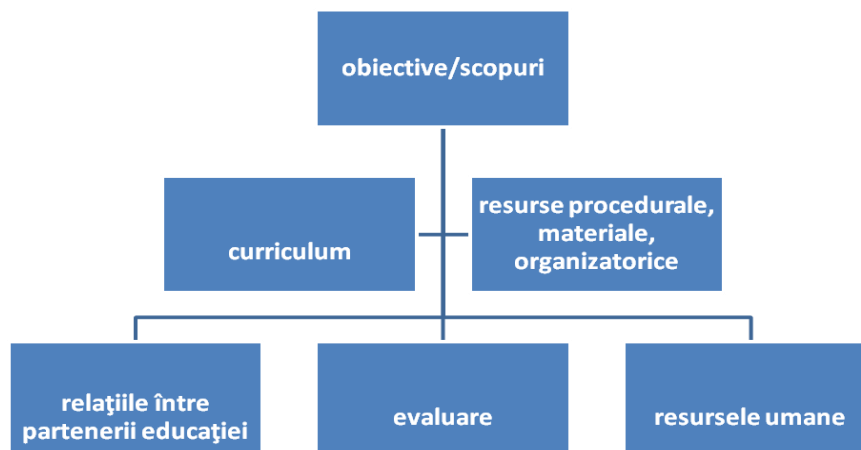 obiective/scopuri
curriculum
resurse procedurale,
materiale,
organizatorice
relaţiile între
partenerii educaţiei
evaluare
resursele umane